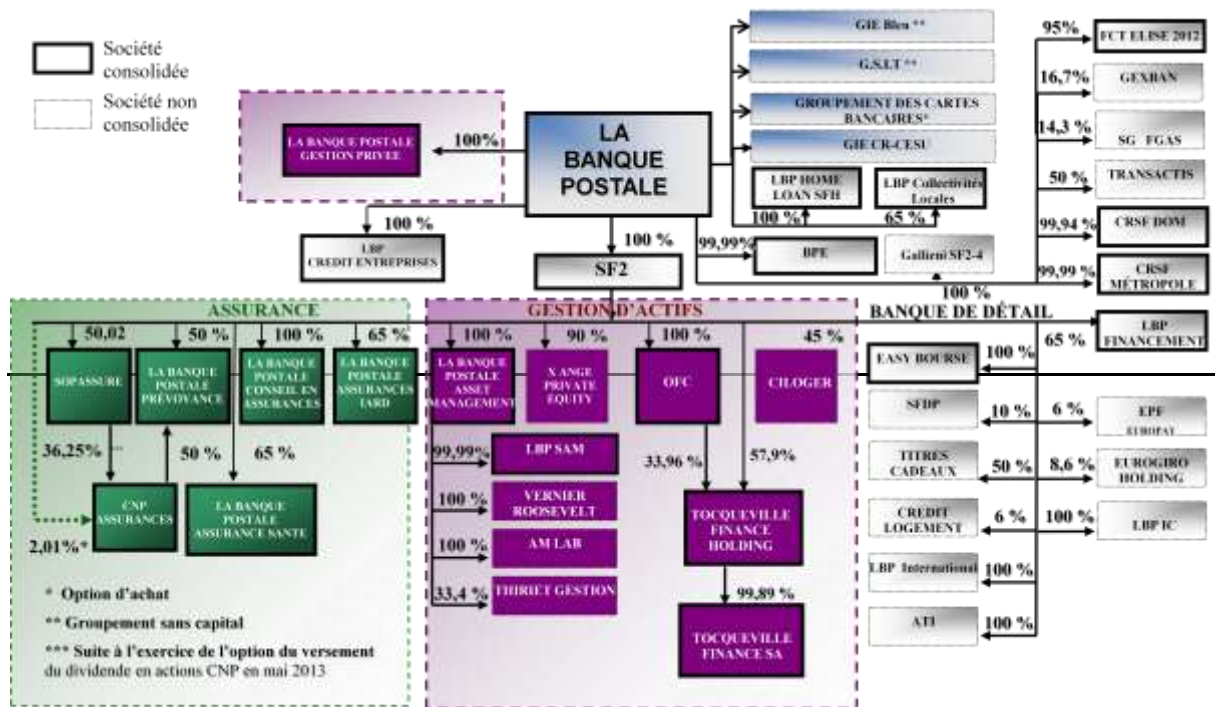 Société
consolidée
Société non
consolidée
LA BANQUE POSTALE
GESTION PRIVEE
100%
LA
BANQUE
POSTALE
GIE Bleu **
G.S.I.T **
GROUPEMENT DES CARTES
BANCAIRES*
GIE CR-CESU
LBP HOME
LOAN SFH
LBP Collectivités
Locales
100 %
65 %
95%
FCT ELISE 2012
16,7%
GEXBAN
14,3 %
SG FGAS
50 %
TRANSACTIS
99,94 %
CRSF DOM
99,99 %
CRSF
MÉTROPOLE
100 %
LBP
CREDIT ENTREPRISES
100 %
SF2
99,99%
BPE
Gallieni SF2-4
100 %
ASSURANCE
GESTION D'ACTIFS
BANQUE DE DÉTAIL
50,02
50 %
100 %
65 %
100 %
90 %
100 %
45 %
65 %
LBP
FINANCEMENT
SOPASSURE
LA BANQUE
POSTALE
PRÉVOYANCE
LA BANQUE
POSTALE
CONSEIL EN
ASSURANCES
LA BANQUE
POSTALE
ASSURANCES
IARD
LA BANQUE
POSTALE
ASSET
MANAGEMENT
X ANGE
PRIVATE
EQUITY
OFC
CILOGER
EASY BOURSE
100 %
36,25%
50 %
65 %
CNP
ASSURANCES
LA BANQUE
POSTALE
ASSURANCE SANTE
2,01%*
99,99%
LBP SAM
100 %
VERNIER
ROOSEVELT
100 %
AM LAB
33,4 %
THIRIET GESTION
33,96 %
57,9%
TOCQUEVILLE
FINANCE
HOLDING
99,89 %
TOCQUEVILLE
FINANCE SA
SFDP
10 %
6 %
EPF
EUROPAY
TITRES
CADEAUX
50 %
8,6 %
EUROGIRO
HOLDING
CREDIT
LOGEMENT
6 %
100 %
LBP IC
LBP International
100 %
ATI
100 %
* Option d'achat
** Groupement sans capital
*** Suite à l'exercice de l'option du versement
du dividende en actions CNP en mai 2013